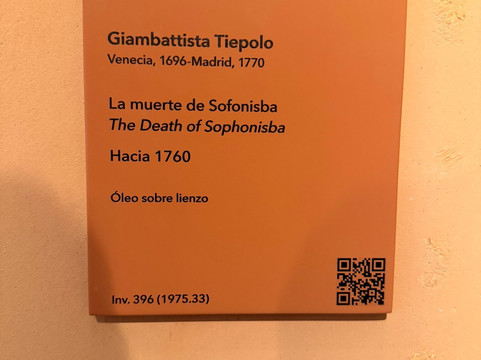 Giambattista Tiepolo
Venecia, 1696-Madrid, 1770
La muerte de Sofonisba
The Death of Sophonisba
Hacia 1760
Óleo sobre lienzo
Inv. 396 (1975.33)